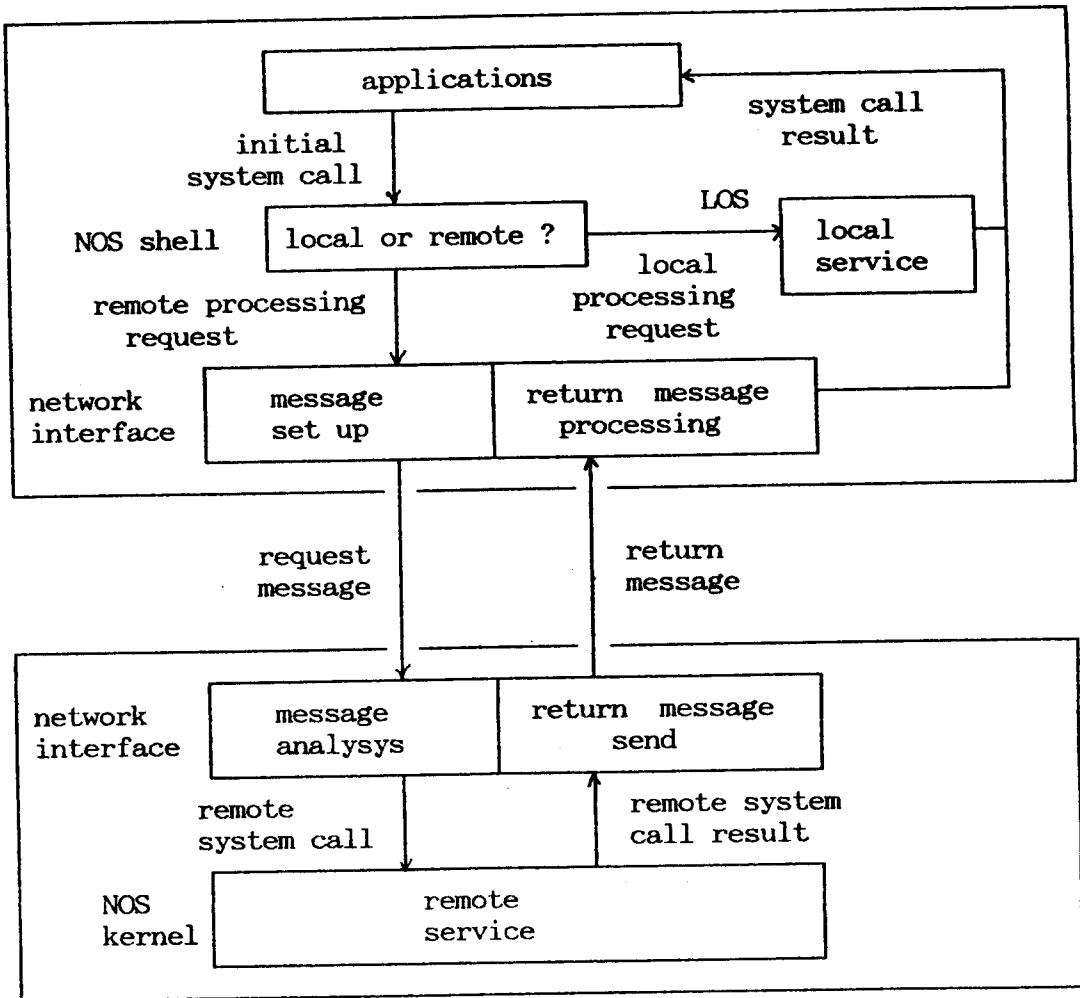 applications
system call
result
initial
system call
LOS
NOS shell
local or remote ?
local
service
local
processing
request
remote processing
request
network
interface
message
set up
return message
processing
request
message
return
message
network
interface
message
analysys
return message
send
remote
system call
remote system
call result
NOS
kernel
remote
service